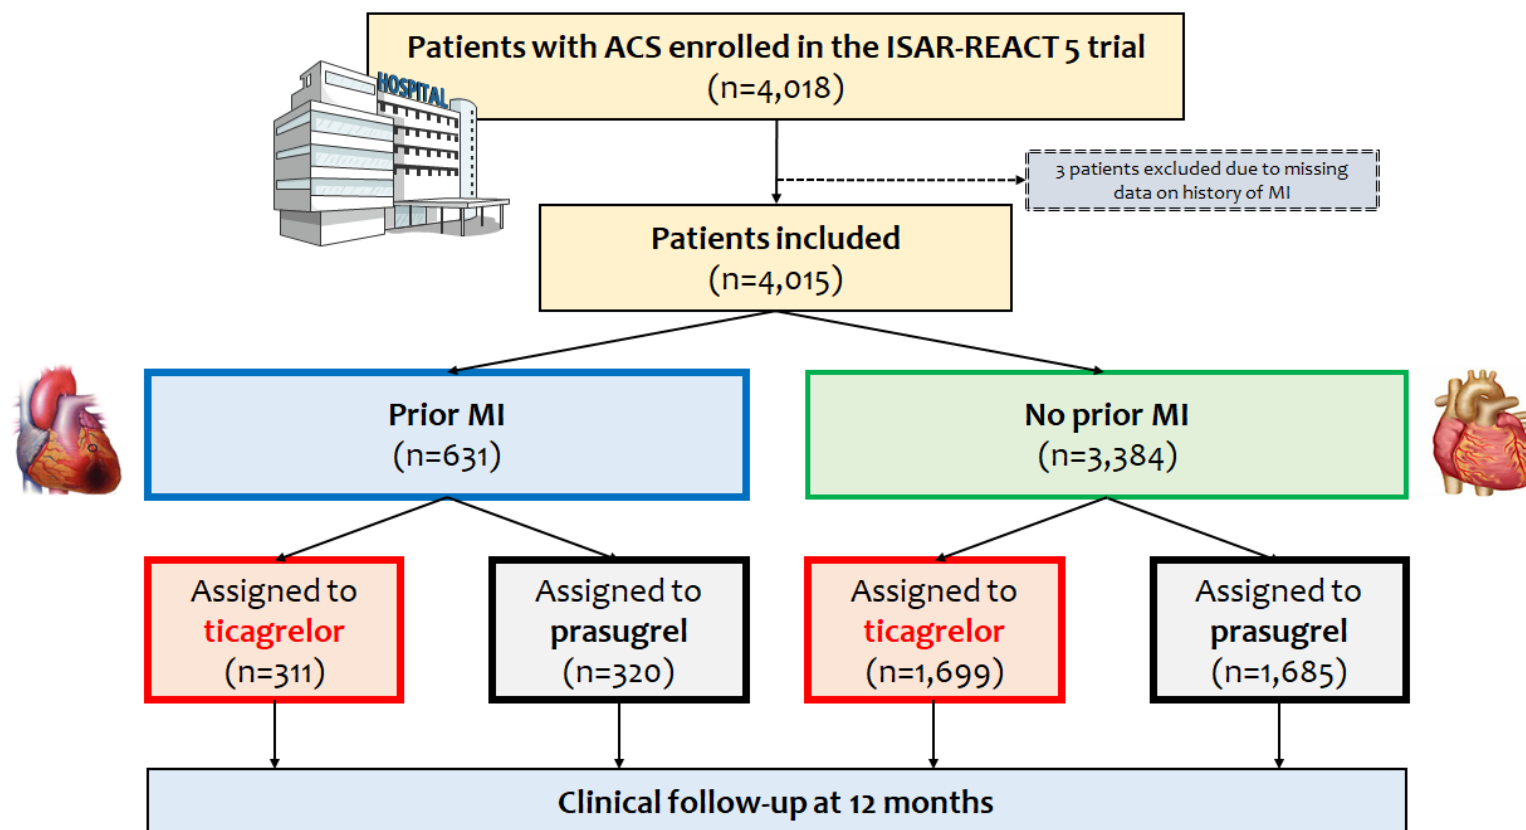 Patients with ACS enrolled in the ISAR-REACT 5 trial
(n=4,018)
HOSPITAL
3 patients excluded due to missing
data on history of MI
Patients included
(n=4,015)
Prior MI
(n=631)
No prior MI
(n=3,384)
Assigned to
ticagrelor
(n=311)
Assigned to
prasugrel
(n=320)
Assigned to
ticagrelor
(n=1,699)
Assigned to
prasugrel
(n=1,685)
Clinical follow-up at 12 months